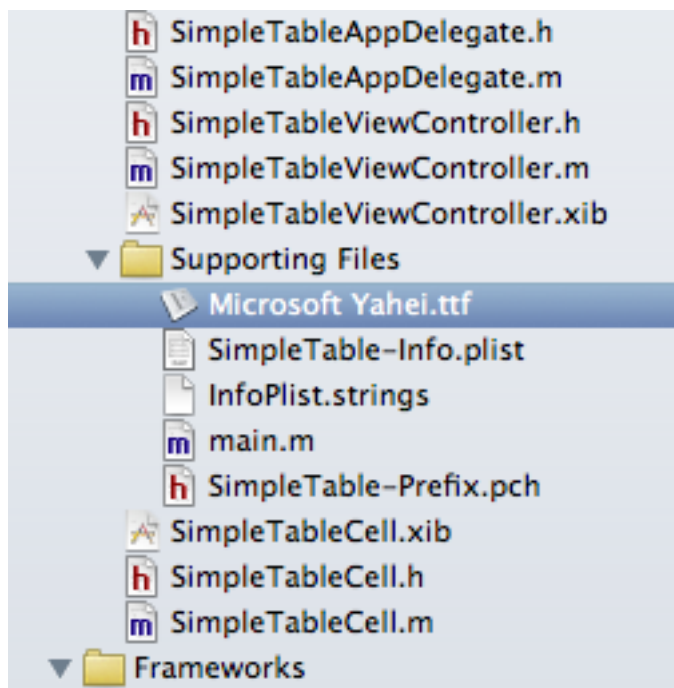 h SimpleTableAppDelegate.h
m SimpleTableAppDelegate.m
h SimpleTableViewController.h
m SimpleTableViewController.m
SimpleTableViewController.xib
Supporting Files
Microsoft Yahei.ttf
SimpleTable-Info.plist
InfoPlist.strings
m main.m
h SimpleTable-Prefix.pch
SimpleTableCell.xib
h SimpleTableCell.h
m SimpleTableCell.m
Frameworks